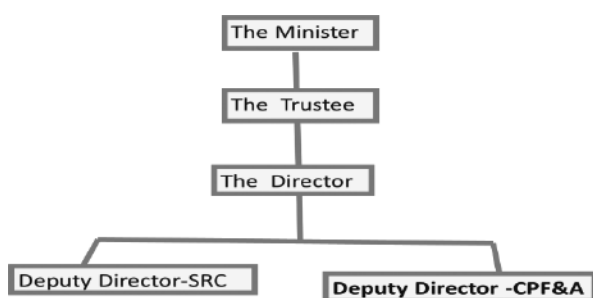 The Minister
The Trustee
The Director
Deputy Director-SRC
Deputy Director -CPF&A